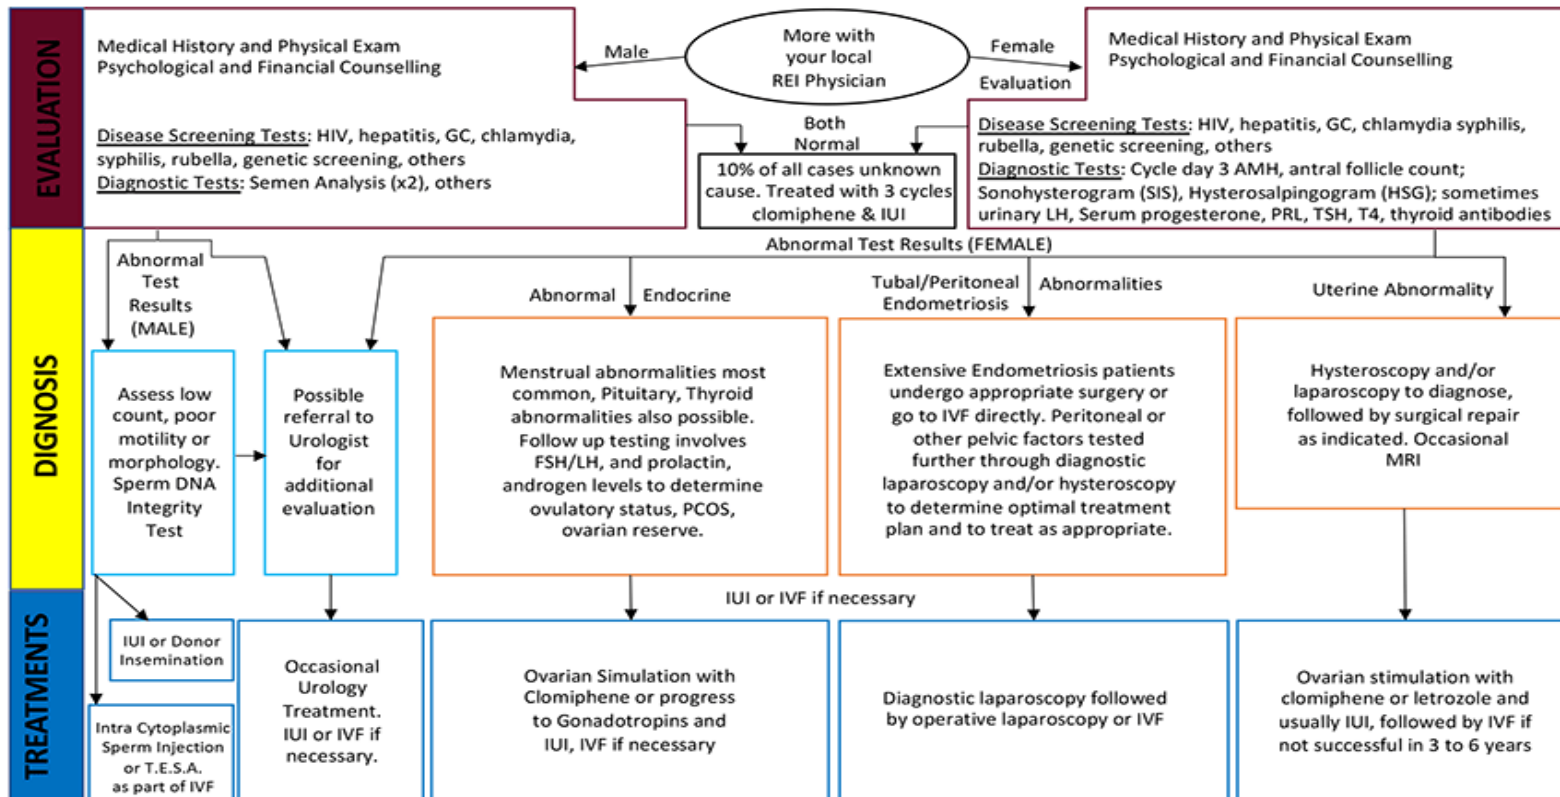 EVALUATION
Medical History and Physical Exam
Psychological and Financial Counselling
Disease Screening Tests: HIV, hepatitis, GC, chlamydia,
syphilis, rubella, genetic screening, others
Diagnostic Tests: Semen Analysis (x2), others
Male
More with
your local
REI Physician
Female
Evaluation
Both
Normal
10% of all cases unknown
cause. Treated with 3 cycles
clomiphene & IUI
Medical History and Physical Exam
Psychological and Financial Counselling
Disease Screening Tests: HIV, hepatitis, GC, chlamydia syphilis,
rubella, genetic screening, others
Diagnostic Tests: Cycle day 3 AMH, antral follicle count;
Sonohysterogram (SIS), Hysterosalpingogram (HSG); sometimes
urinary LH, Serum progesterone, PRL, TSH, T4, thyroid antibodies
DIGNOSIS
Abnormal
Test
Results
(MALE)
Abnormal Test Results (FEMALE)
Abnormal Endocrine
Tubal/Peritoneal Abnormalities
Endometriosis
Uterine Abnormality
Assess low
count, poor
motility or
morphology.
Sperm DNA
Integrity
Test
Possible
referral to
Urologist
for
additional
evaluation
Menstrual abnormalities most
common, Pituitary, Thyroid
abnormalities also possible.
Follow up testing involves
FSH/LH, and prolactin,
androgen levels to determine
ovulatory status, PCOS,
ovarian reserve.
Extensive Endometriosis patients
undergo appropriate surgery or
go to IVF directly. Peritoneal or
other pelvic factors tested
further through diagnostic
laparoscopy and/or hysteroscopy
to determine optimal treatment
plan and to treat as appropriate.
Hysteroscopy and/or
laparoscopy to diagnose,
followed by surgical repair
as indicated. Occasional
MRI
TREATMENTS
IUI or IVF if necessary
IUI or Donor
Insemination
Intra Cytoplasmic
Sperm Injection
or T.E.S.A.
as part of IVF
Occasional
Urology
Treatment.
IUI or IVF if
necessary.
Ovarian Simulation with
Clomiphene or progress
to Gonadotropins and
IUI, IVF if necessary
Diagnostic laparoscopy followed
by operative laparoscopy or IVF
Ovarian stimulation with
clomiphene or letrozole and
usually IUI, followed by IVF if
not successful in 3 to 6 years